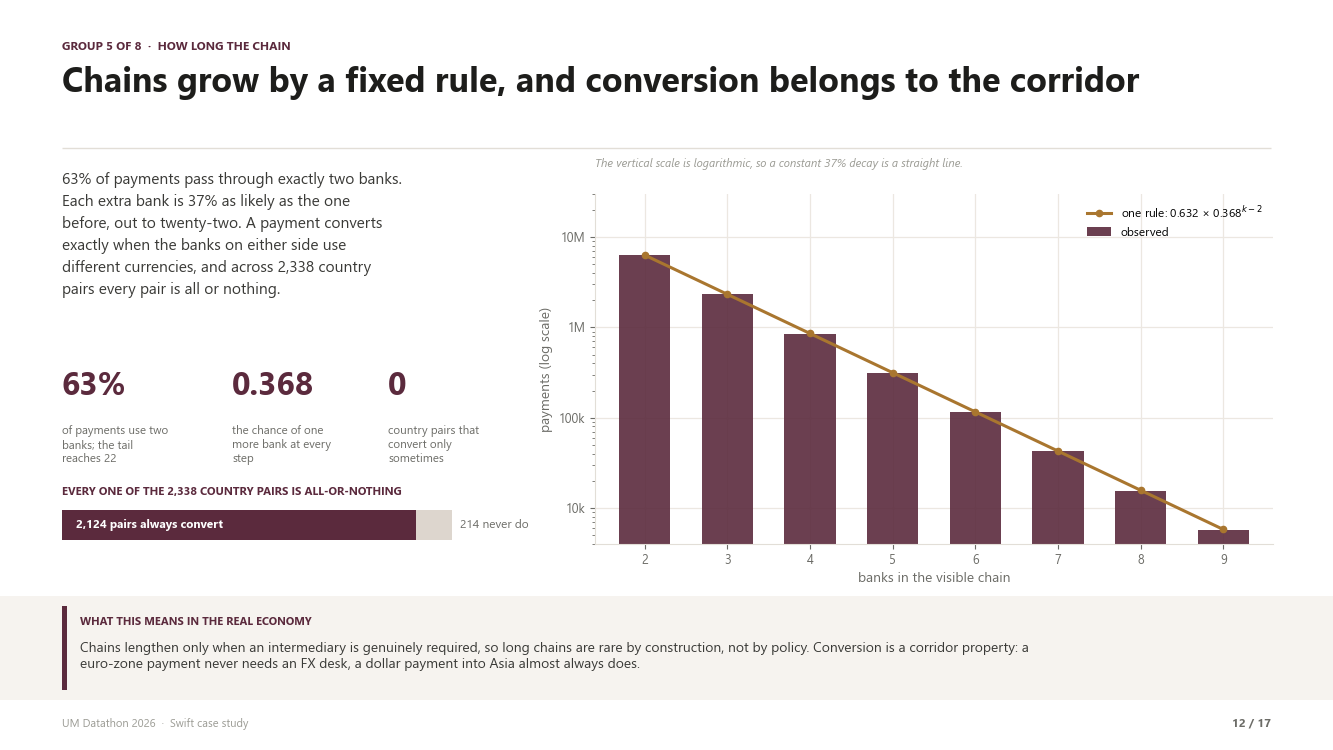 GROUP 5 OF 8 · HOW LONG THE CHAIN
Chains grow by a fixed rule, and conversion belongs to the corridor
63% of payments pass through exactly two banks.
Each extra bank is 37% as likely as the one
before, out to twenty-two. A payment converts
exactly when the banks on either side use
different currencies, and across 2,338 country
pairs every pair is all or nothing.
63%
of payments use two
banks; the tail
reaches 22
0.368
the chance of one
more bank at every
step
0
country pairs that
convert only
sometimes
EVERY ONE OF THE 2,338 COUNTRY PAIRS IS ALL-OR-NOTHING
2,124 pairs always convert
214 never do
The vertical scale is logarithmic, so a constant 37% decay is a straight line.
one rule: 0.632 × 0.368^{k−2}
observed
payments (log scale)
10M
1M
100k
10k
2 3 4 5 6 7 8 9
banks in the visible chain
WHAT THIS MEANS IN THE REAL ECONOMY
Chains lengthen only when an intermediary is genuinely required, so long chains are rare by construction, not by policy. Conversion is a corridor property: a
euro-zone payment never needs an FX desk, a dollar payment into Asia almost always does.
UM Datathon 2026 · Swift case study
12 / 17